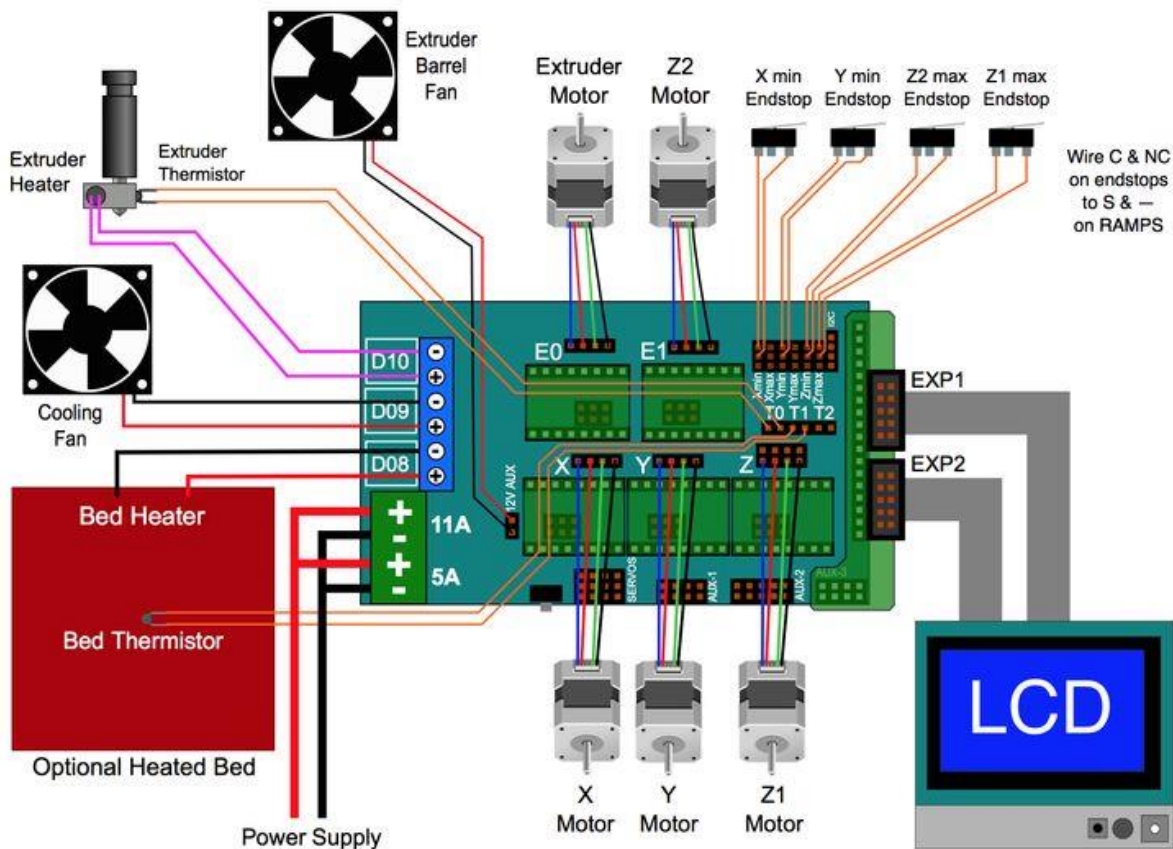 Extruder
Barrel
Fan
Extruder
Motor
Z2
Motor
X min
Endstop
Y min
Endstop
Z2 max
Endstop
Z1 max
Endstop
Extruder
Heater
Extruder
Thermistor
Wire C & NC
on endstops
to S & —
on RAMPS
Cooling
Fan
D10
D09
D08
-
+
-
+
-
+
E0
E1
I2C
Xmin
Xmax
Ymin
Ymax
Zmin
Zmax
T0 T1 T2
EXP1
EXP2
X
Y
Z
12V AUX
+
-
+
-
11A
5A
SERVOS
AUX-1
AUX-2
AUX-3
Bed Heater
Bed Thermistor
Optional Heated Bed
Power Supply
X
Motor
Y
Motor
Z1
Motor
LCD